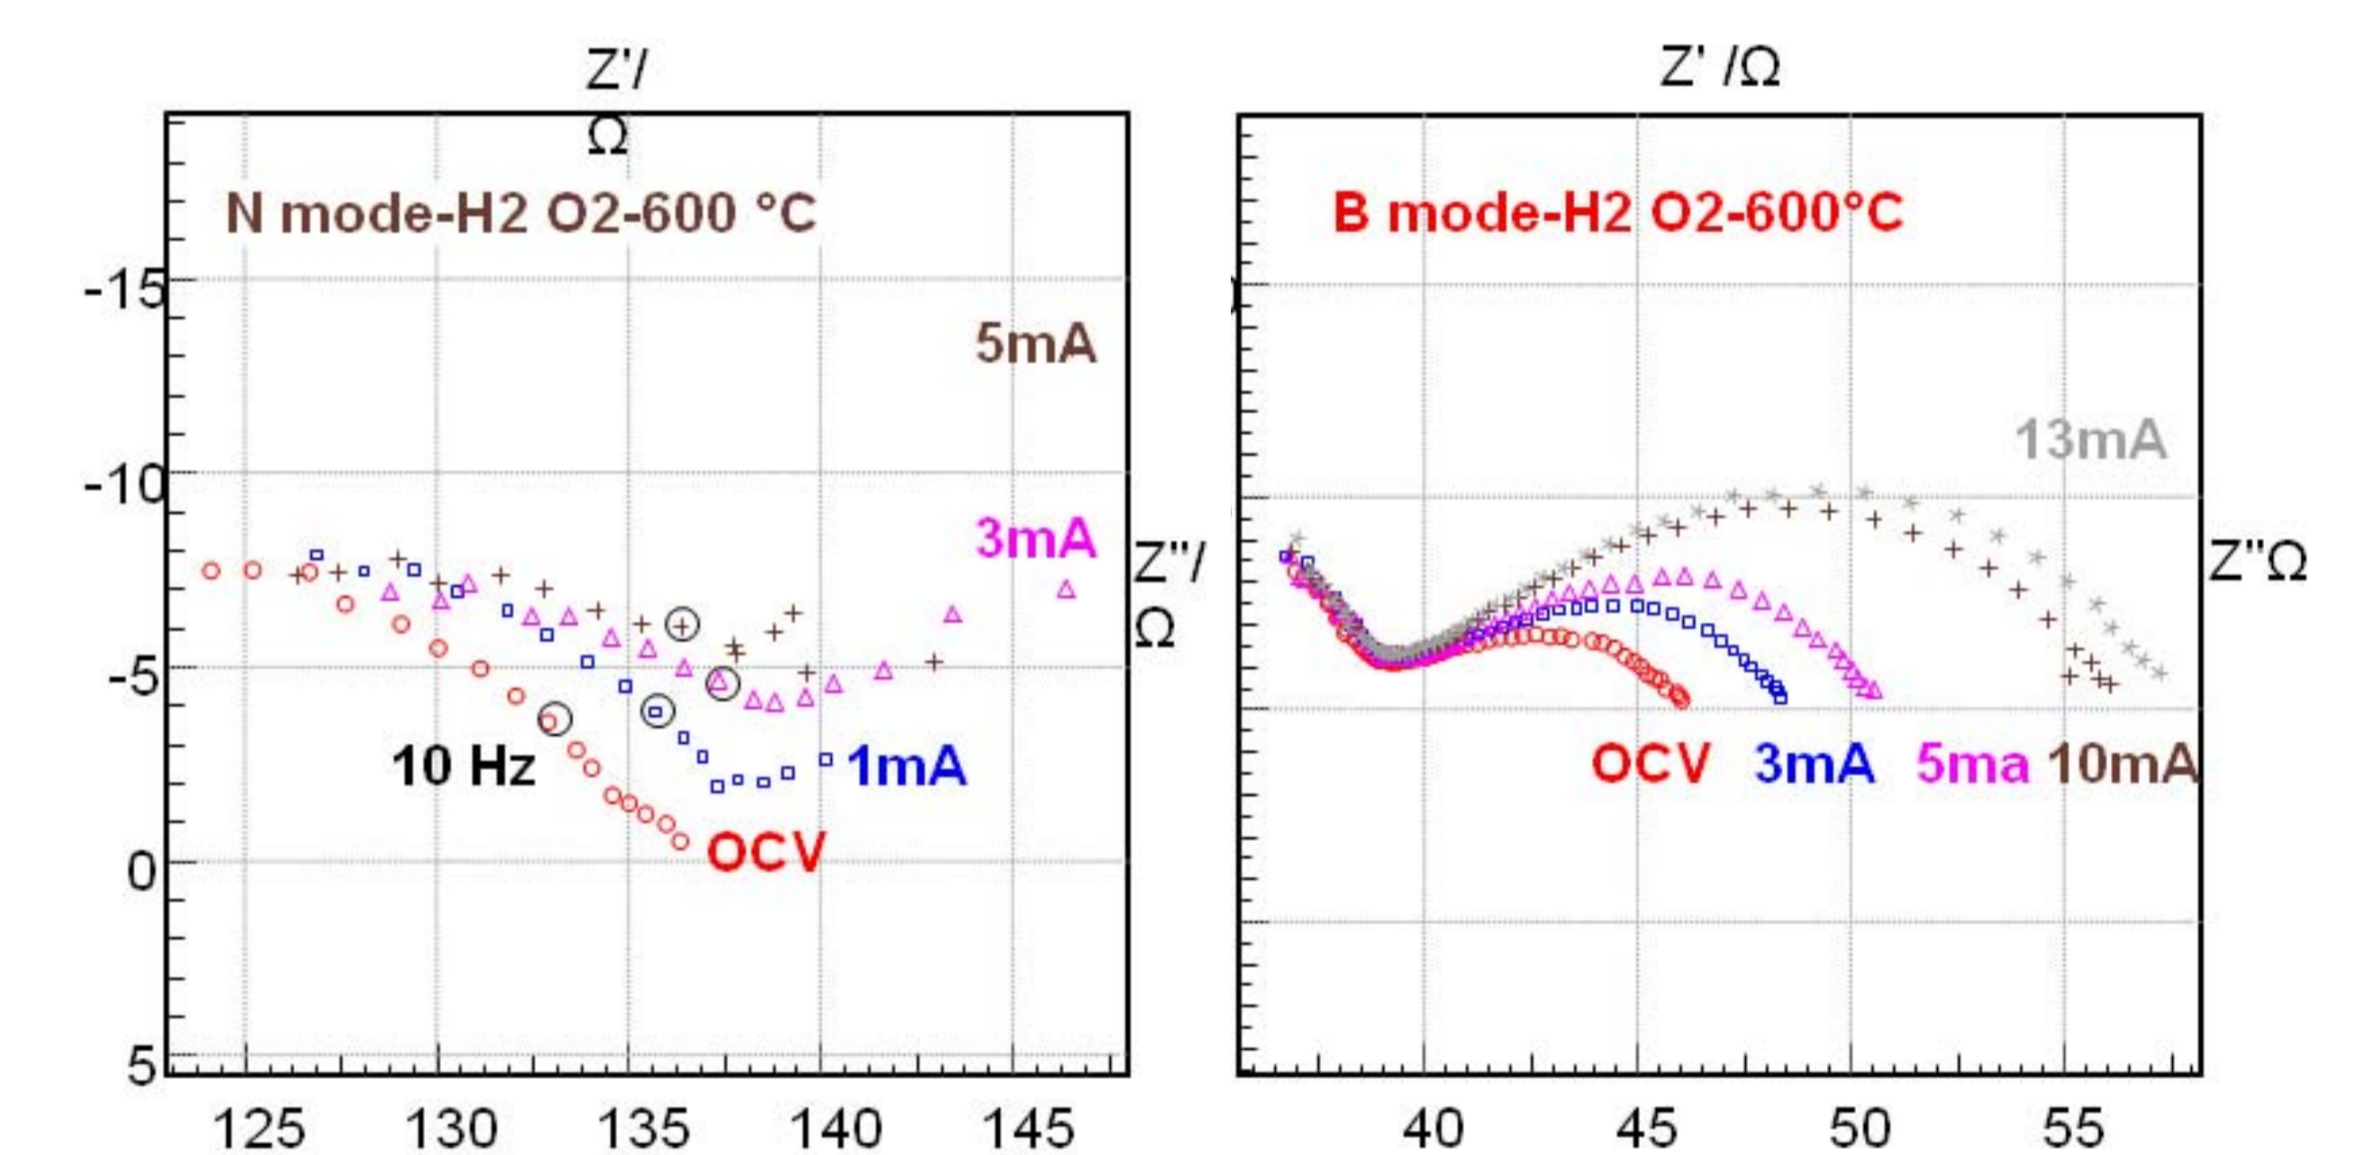 Z'/
Ω
Z' /Ω
N mode-H2 O2-600 °C
B mode-H2 O2-600°C
-15
5mA
13mA
-10
3mA
Z"/
Ω
Z"Ω
-5
10 Hz
1mA
OCV
OCV 3mA 5ma 10mA
0
5
125 130 135 140 145
40 45 50 55